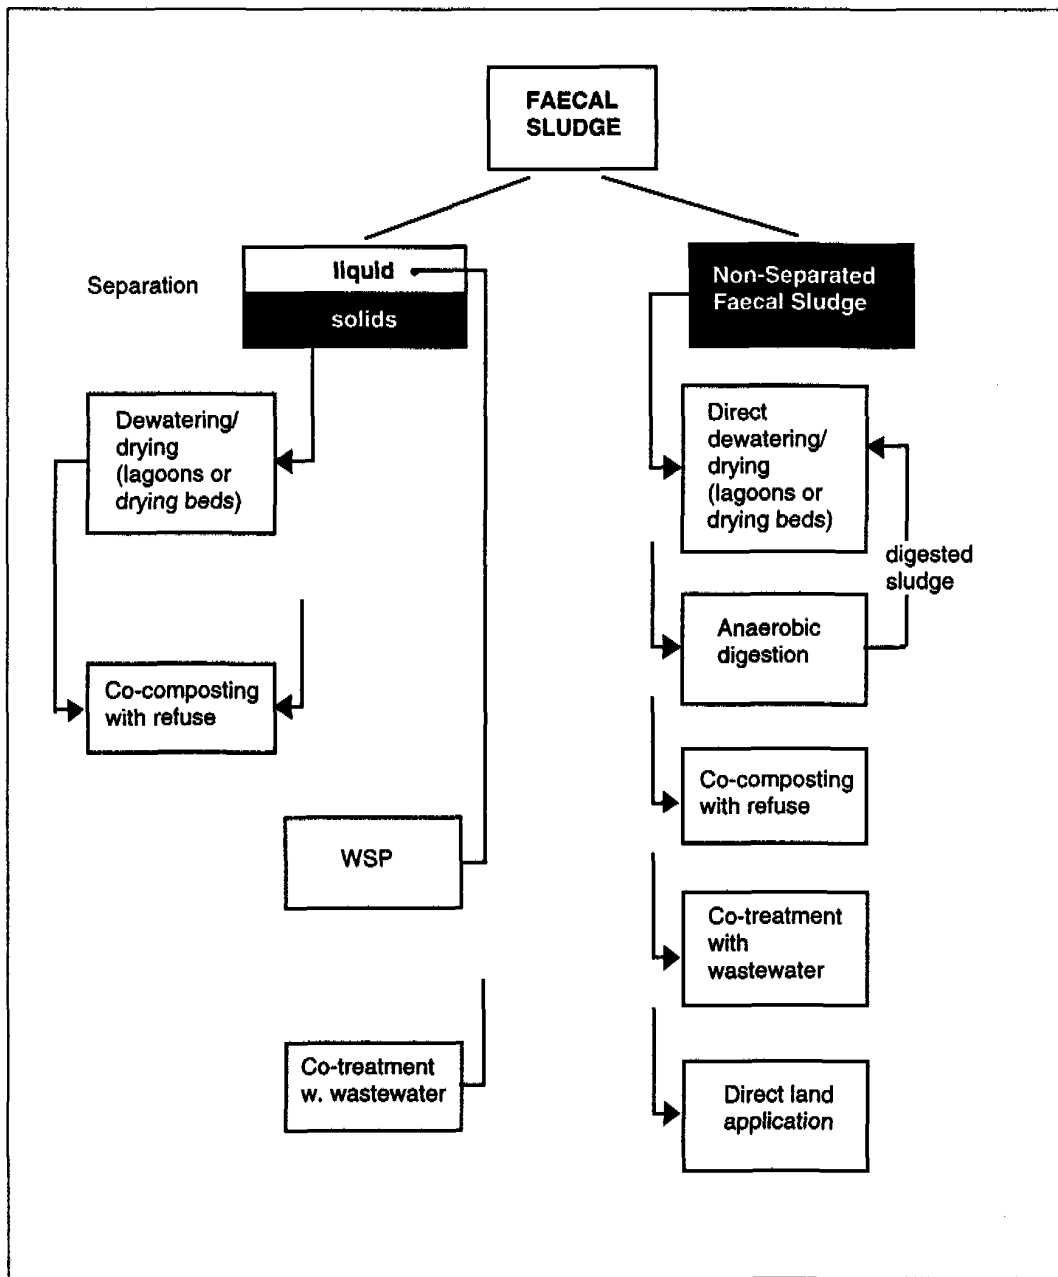 FAECAL
SLUDGE
Separation
liquid
solids
Non-Separated
Faecal Sludge
Dewatering/
drying
(lagoons or
drying beds)
Co-composting
with refuse
WSP
Co-treatment
w. wastewater
Direct
dewatering/
drying
(lagoons or
drying beds)
digested
sludge
Anaerobic
digestion
Co-composting
with refuse
Co-treatment
with
wastewater
Direct land
application